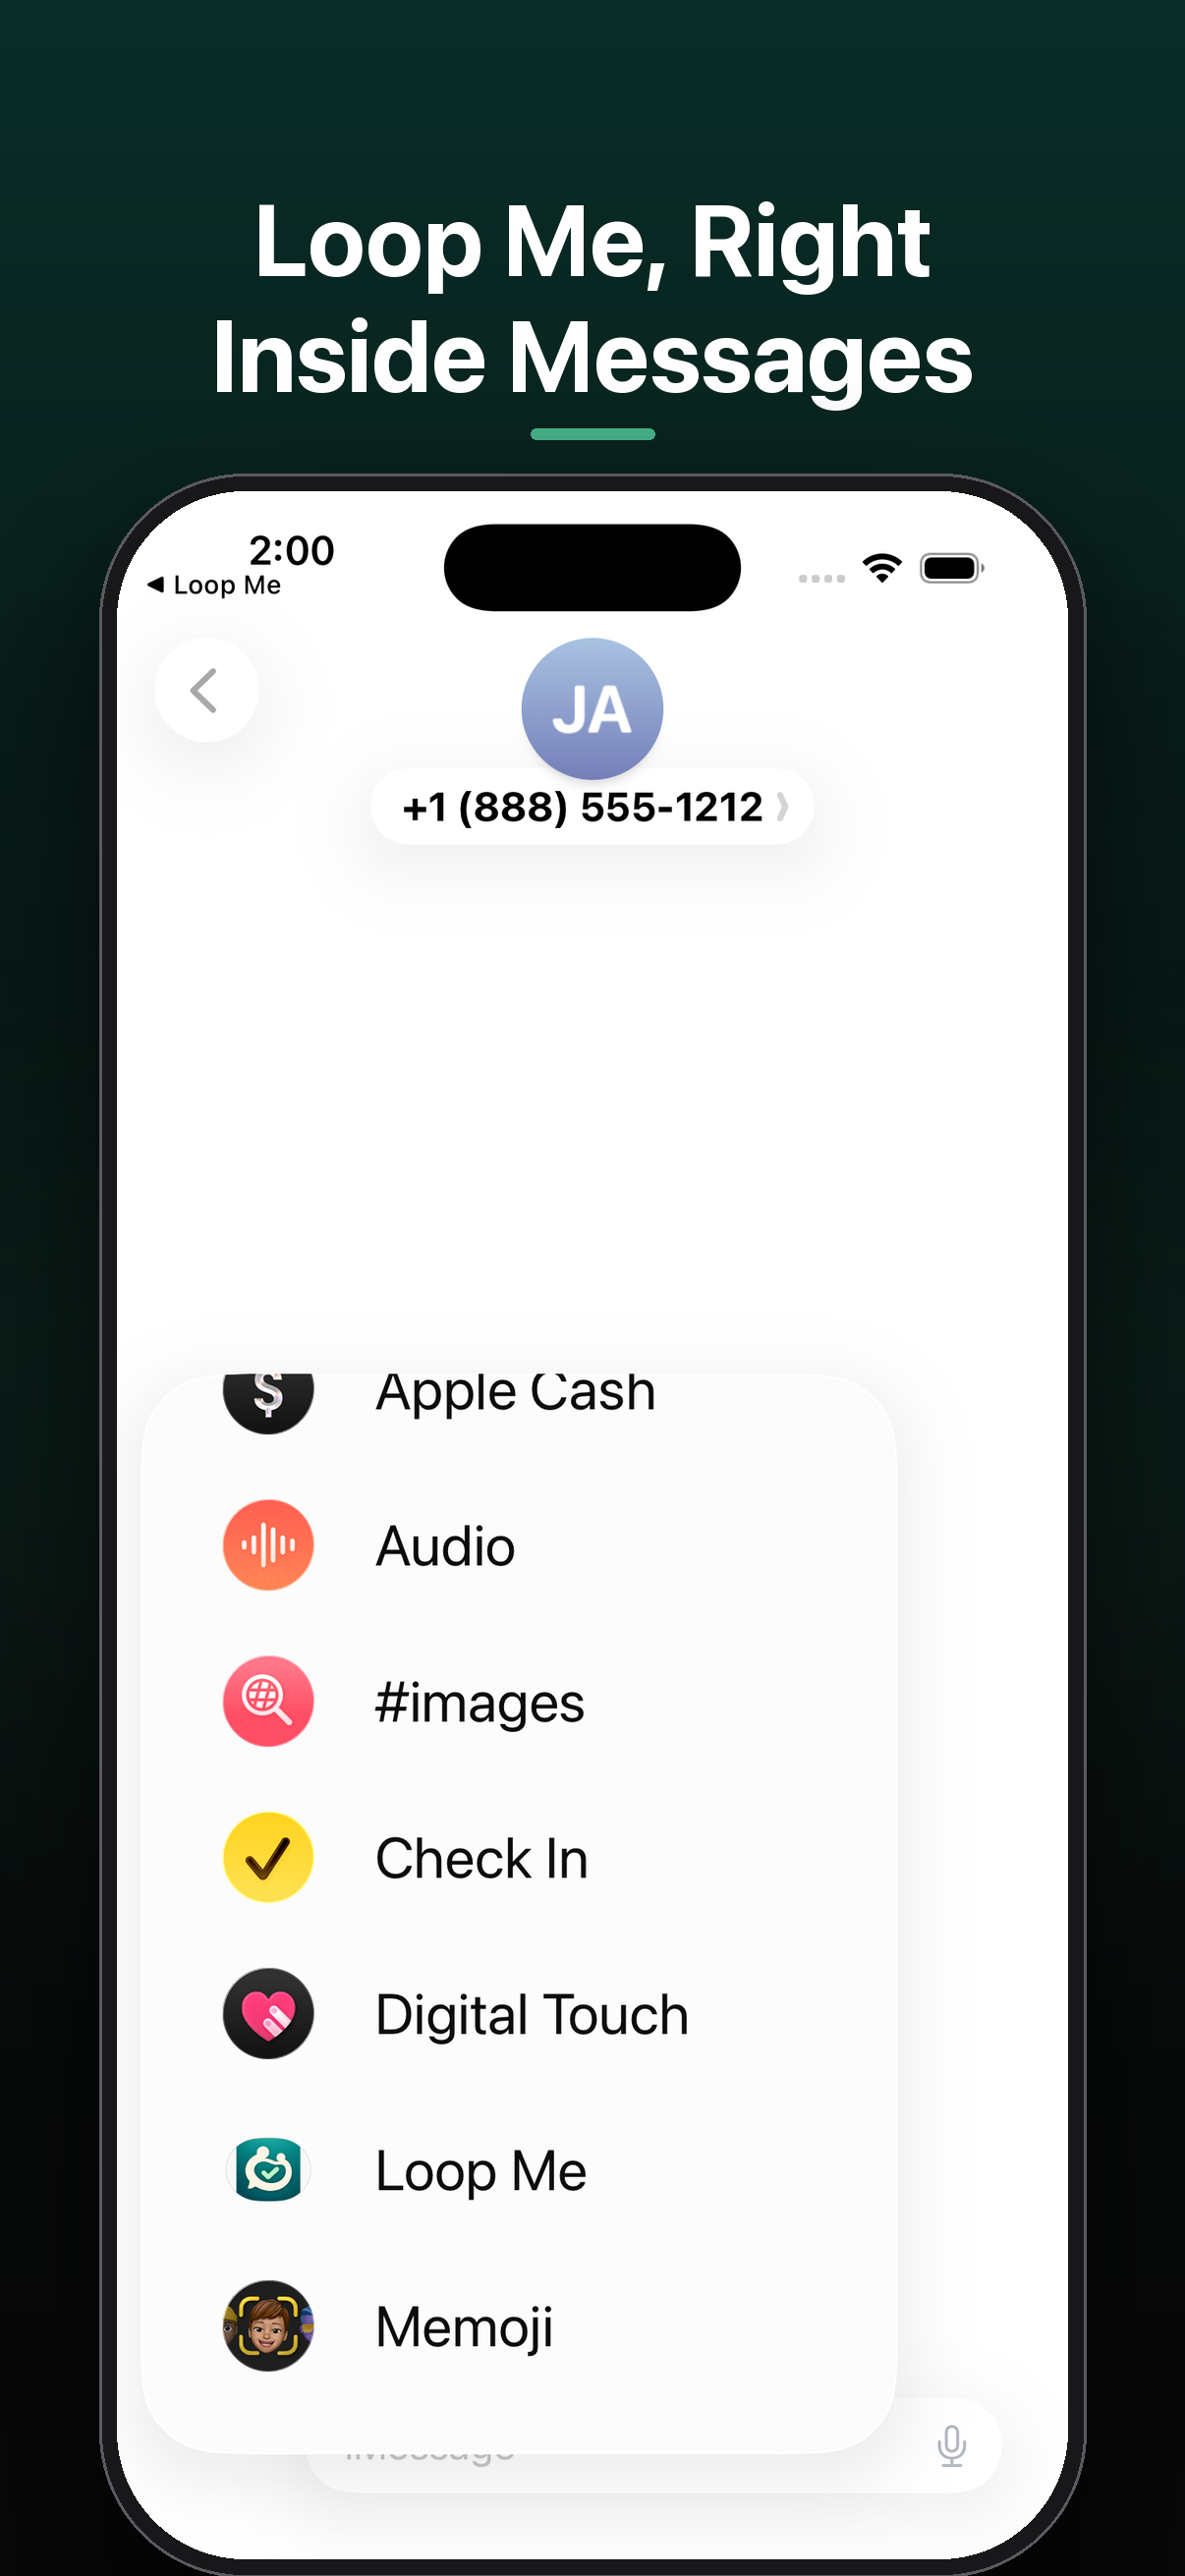 Loop Me, Right
Inside Messages
2:00
◀ Loop Me
JA
+1 (888) 555-1212
Apple Cash
Audio
#images
Check In
Digital Touch
Loop Me
Memoji
iMessage